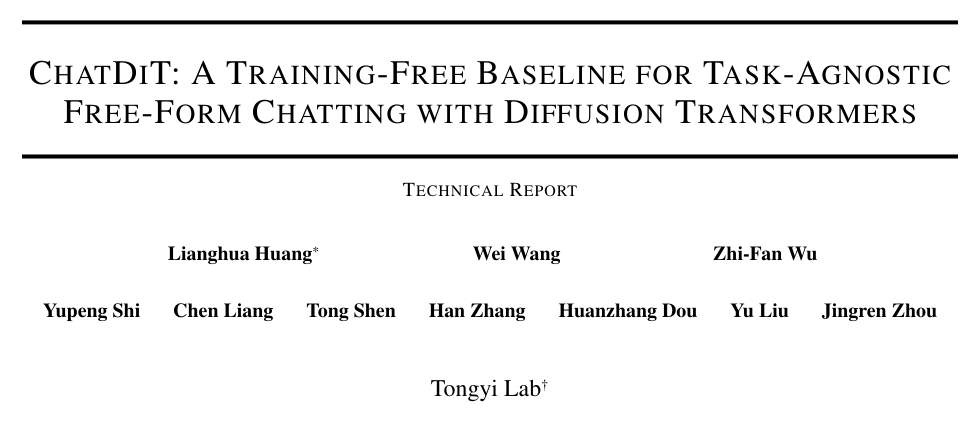 CHATDIT: A TRAINING-FREE BASELINE FOR TASK-AGNOSTIC
FREE-FORM CHATTING WITH DIFFUSION TRANSFORMERS
TECHNICAL REPORT
Lianghua Huang* Wei Wang Zhi-Fan Wu
Yupeng Shi Chen Liang Tong Shen Han Zhang Huanzhang Dou Yu Liu Jingren Zhou
Tongyi Lab†